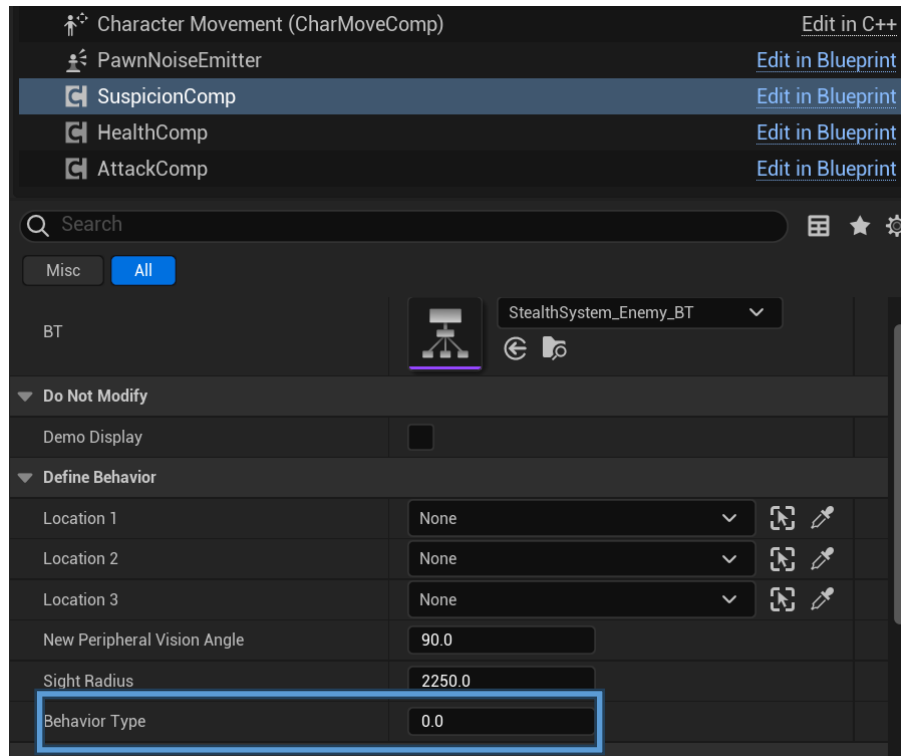 Character Movement (CharMoveComp) Edit in C++
PawnNoiseEmitter Edit in Blueprint
SuspicionComp Edit in Blueprint
HealthComp Edit in Blueprint
AttackComp Edit in Blueprint
Search
Misc All
BT StealthSystem_Enemy_BT
Do Not Modify
Demo Display
Define Behavior
Location 1 None
Location 2 None
Location 3 None
New Peripheral Vision Angle 90.0
Sight Radius 2250.0
Behavior Type 0.0